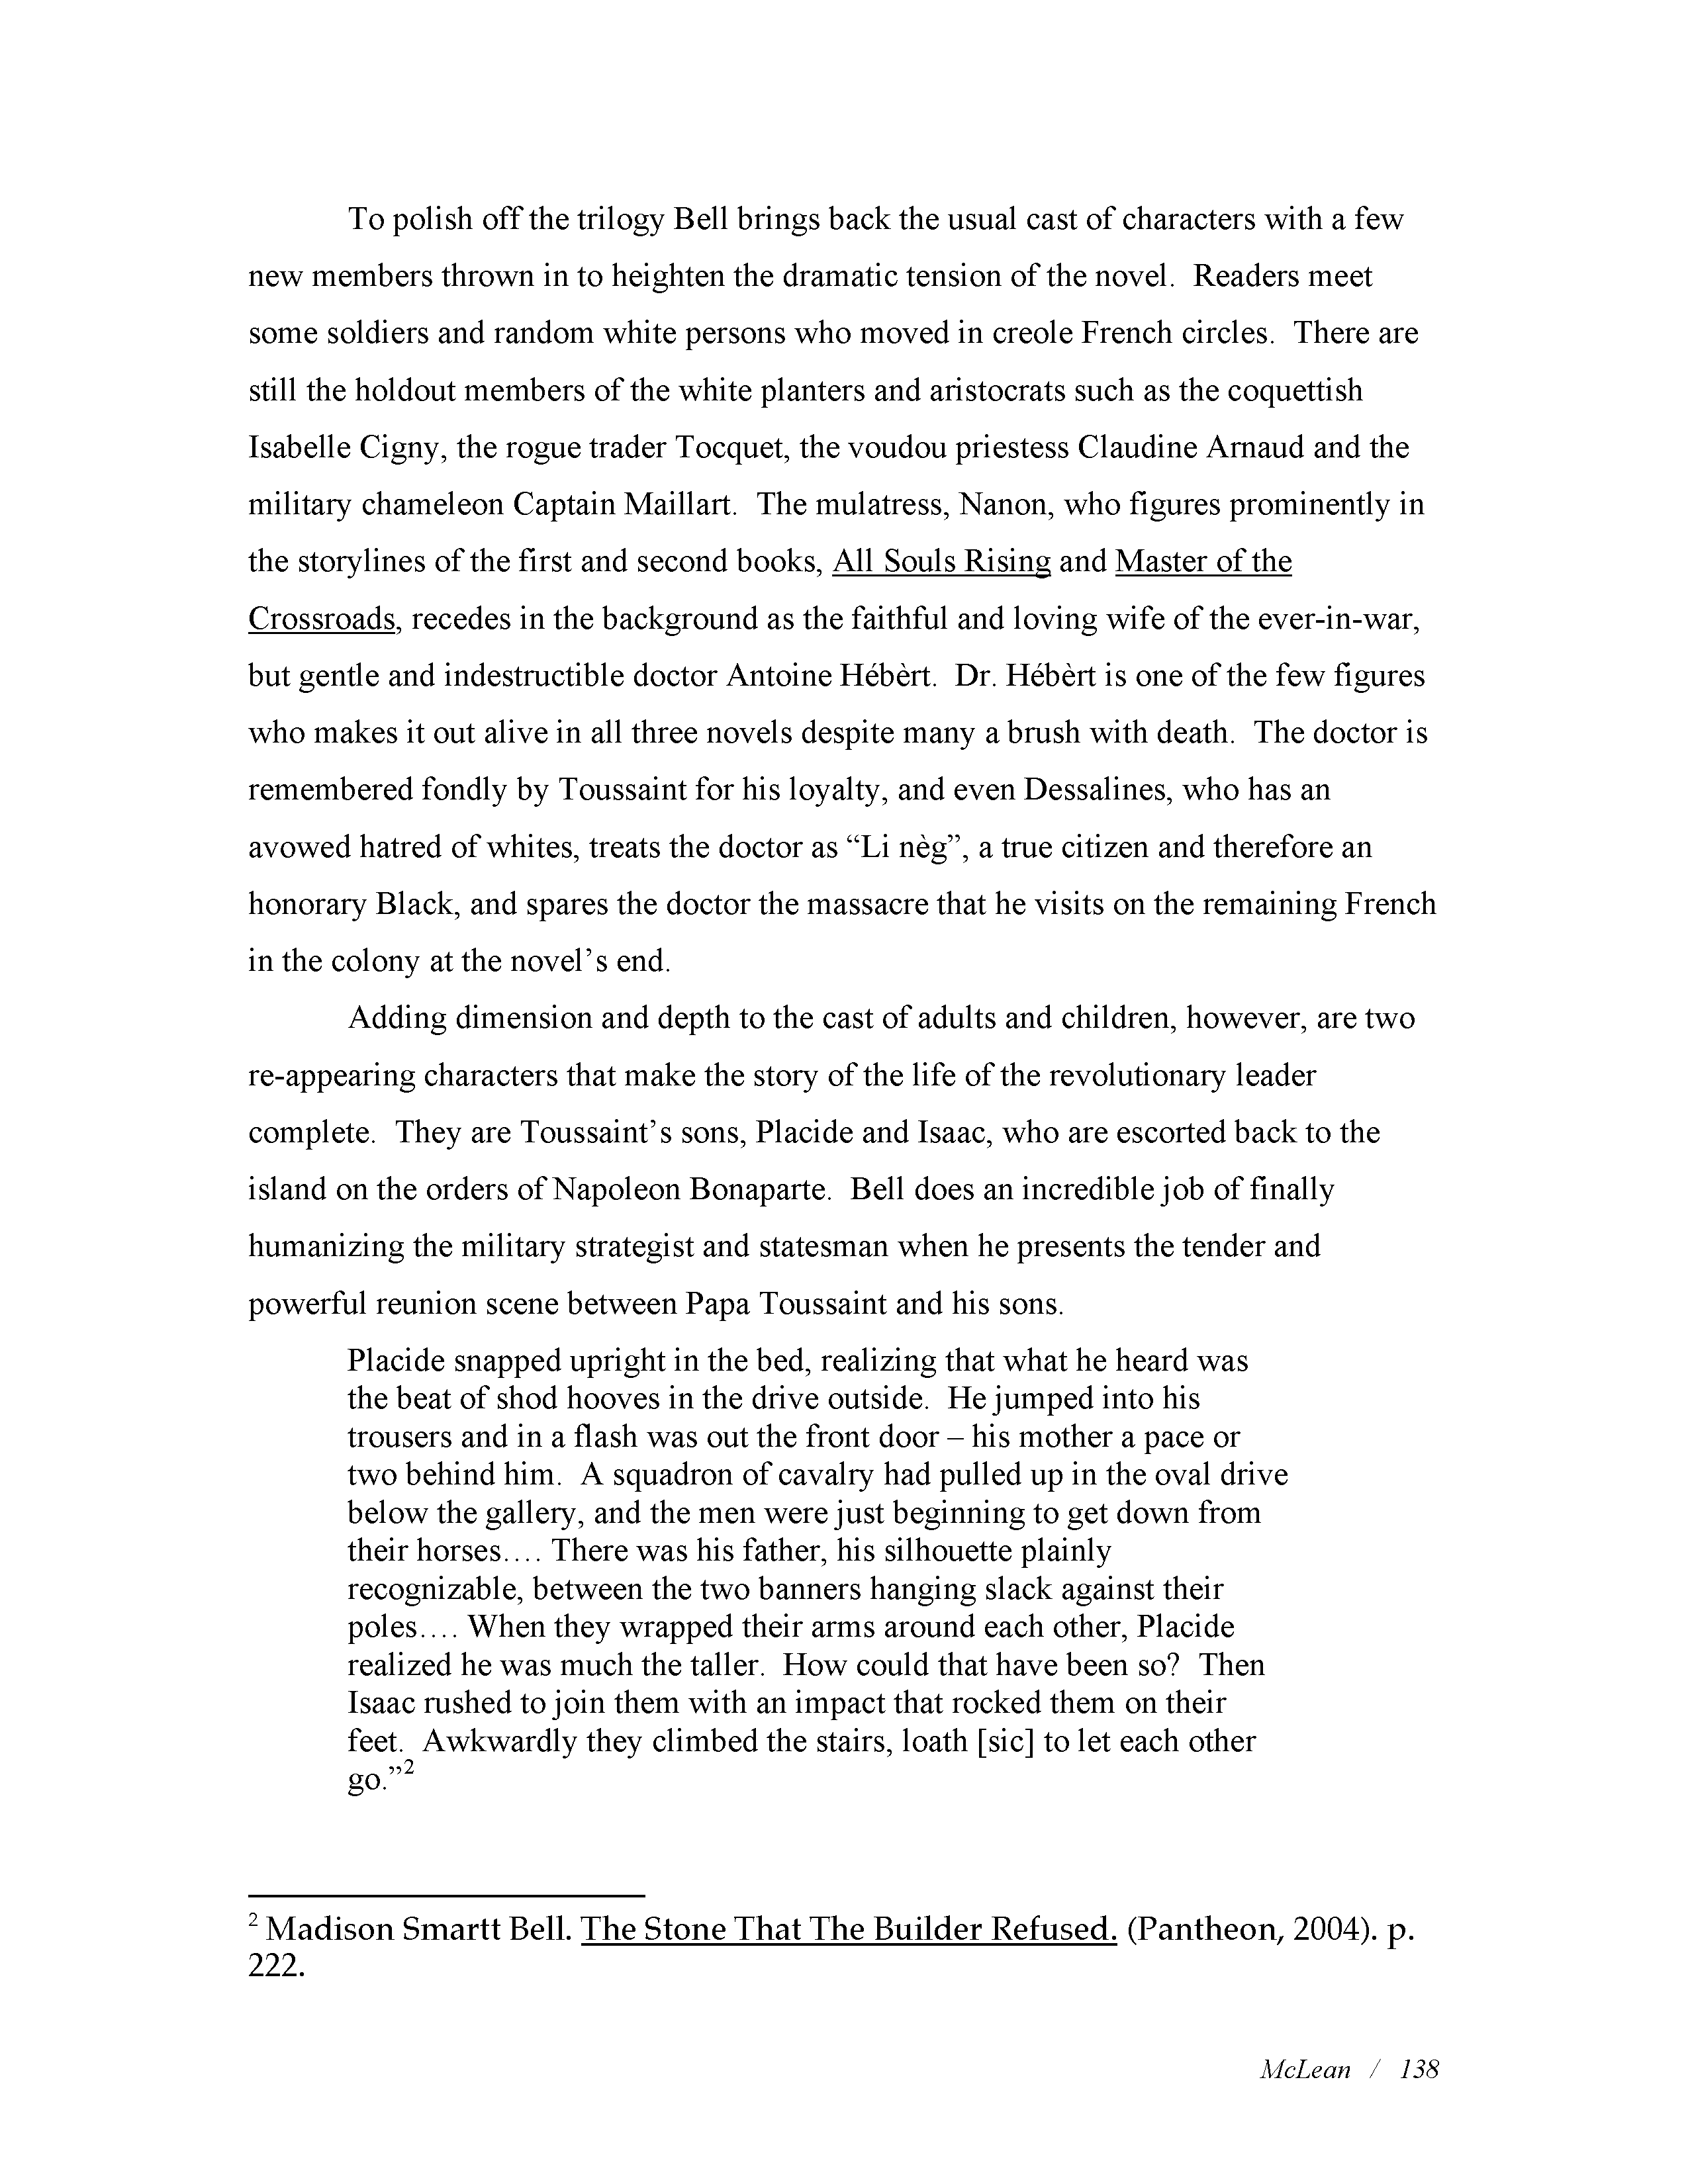 To polish off the trilogy Bell brings back the usual cast of characters with a few
new members thrown in to heighten the dramatic tension of the novel.  Readers meet
some soldiers and random white persons who moved in creole French circles.  There are
still the holdout members of the white planters and aristocrats such as the coquettish
Isabelle Cigny, the rogue trader Tocquet, the voudou priestess Claudine Arnaud and the
military chameleon Captain Maillart.  The mulatress, Nanon, who figures prominently in
the storylines of the first and second books, All Souls Rising and Master of the
Crossroads, recedes in the background as the faithful and loving wife of the ever-in-war,
but gentle and indestructible doctor Antoine Hébèrt.  Dr. Hébèrt is one of the few figures
who makes it out alive in all three novels despite many a brush with death.  The doctor is
remembered fondly by Toussaint for his loyalty, and even Dessalines, who has an
avowed hatred of whites, treats the doctor as “Li nèg”, a true citizen and therefore an
honorary Black, and spares the doctor the massacre that he visits on the remaining French
in the colony at the novel’s end.
Adding dimension and depth to the cast of adults and children, however, are two
re-appearing characters that make the story of the life of the revolutionary leader
complete.  They are Toussaint’s sons, Placide and Isaac, who are escorted back to the
island on the orders of Napoleon Bonaparte.  Bell does an incredible job of finally
humanizing the military strategist and statesman when he presents the tender and
powerful reunion scene between Papa Toussaint and his sons.
Placide snapped upright in the bed, realizing that what he heard was
the beat of shod hooves in the drive outside.  He jumped into his
trousers and in a flash was out the front door – his mother a pace or
two behind him.  A squadron of cavalry had pulled up in the oval drive
below the gallery, and the men were just beginning to get down from
their horses…. There was his father, his silhouette plainly
recognizable, between the two banners hanging slack against their
poles…. When they wrapped their arms around each other, Placide
realized he was much the taller.  How could that have been so?  Then
Isaac rushed to join them with an impact that rocked them on their
feet.  Awkwardly they climbed the stairs, loath [sic] to let each other
go.”2
2 Madison Smartt Bell. The Stone That The Builder Refused. (Pantheon, 2004). p.
222.
McLean / 138